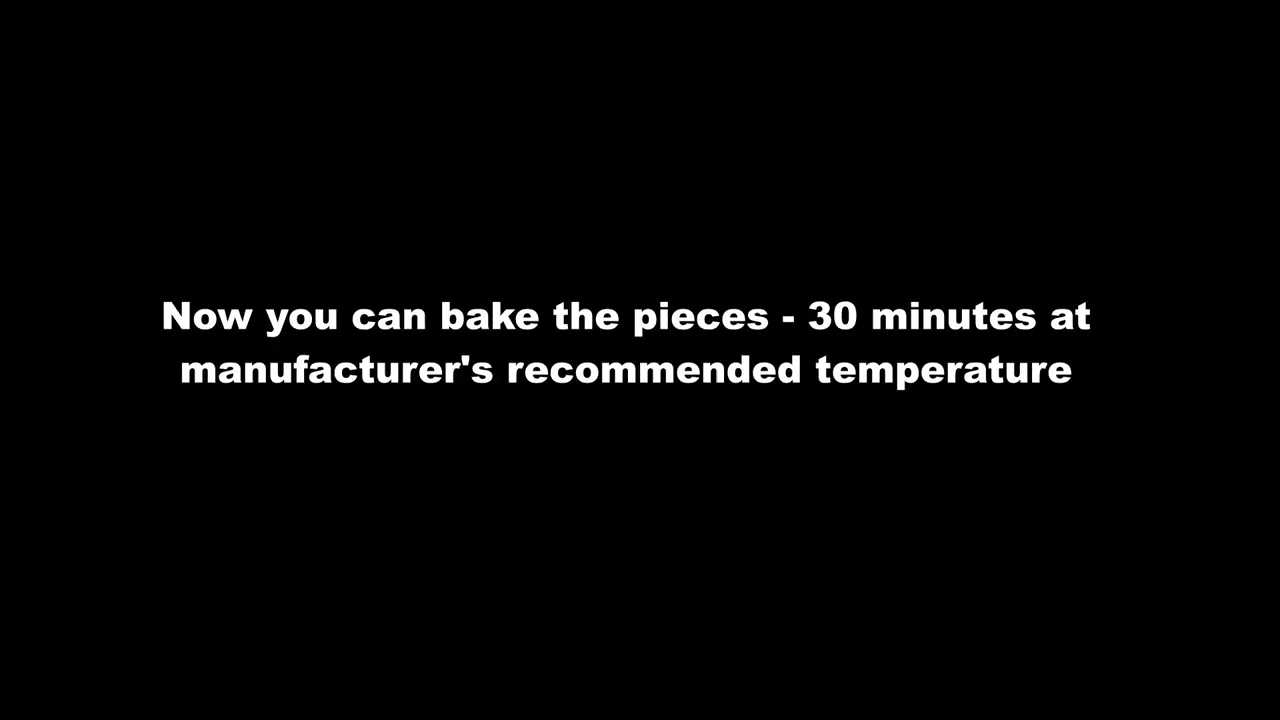 Now you can bake the pieces - 30 minutes at
manufacturer's recommended temperature